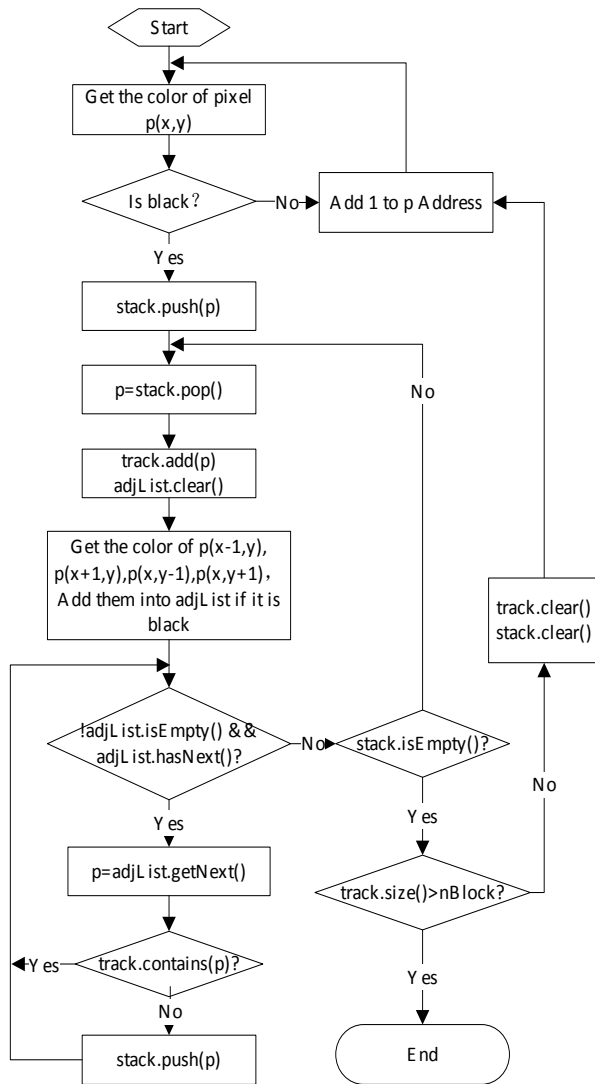 Start
Get the color of pixel
p(x,y)
Is black？
No
Add 1 to p Address
Yes
stack.push(p)
p=stack.pop()
No
track.add(p)
adjList.clear()
Get the color of p(x-1,y),
p(x+1,y),p(x,y-1),p(x,y+1)，
Add them into adjList if it is
black
track.clear()
stack.clear()
!adjList.isEmpty() &&
adjList.hasNext()?
No
stack.isEmpty()?
No
Yes
Yes
p=adjList.getNext()
track.size()>nBlock?
Yes
track.contains(p)?
Yes
No
stack.push(p)
End